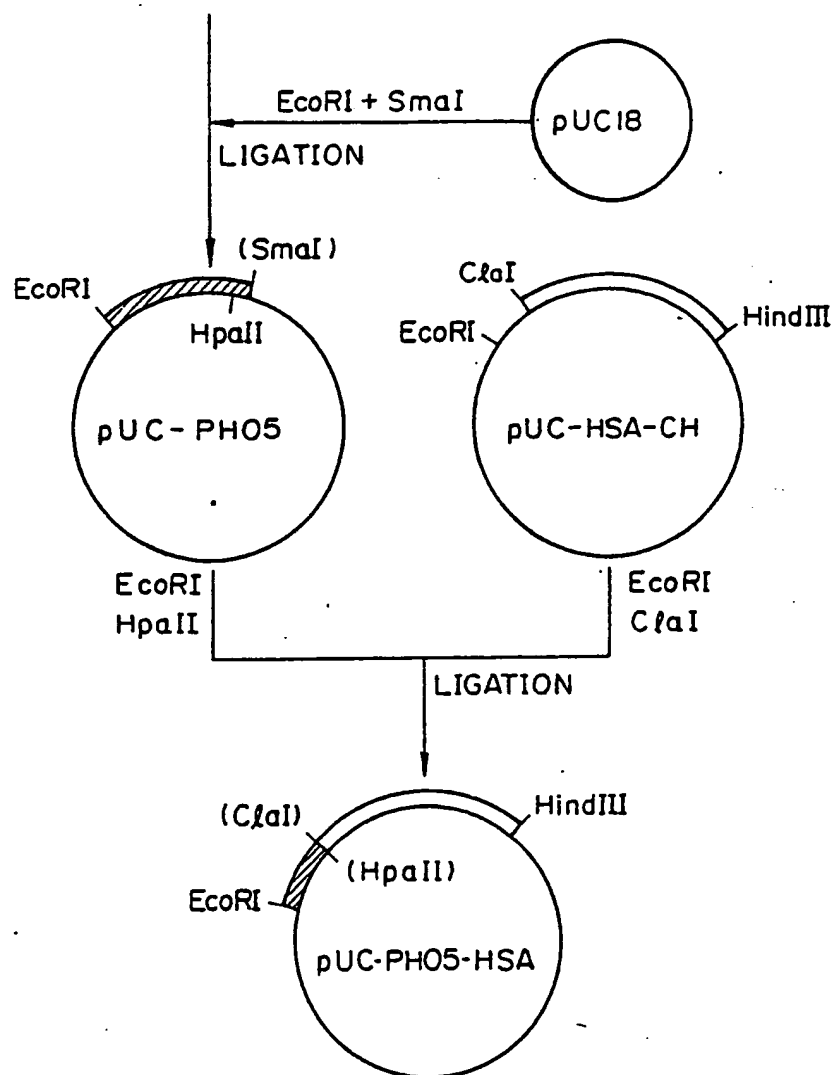 EcoRI + SmaI
pUC18
LIGATION
(SmaI)
EcoRI
HpaII
ClaI
EcoRI
HindIII
pUC-PHO5
pUC-HSA-CH
EcoRI
HpaII
EcoRI
ClaI
LIGATION
(ClaI)
HindIII
(HpaII)
EcoRI
pUC-PHO5-HSA